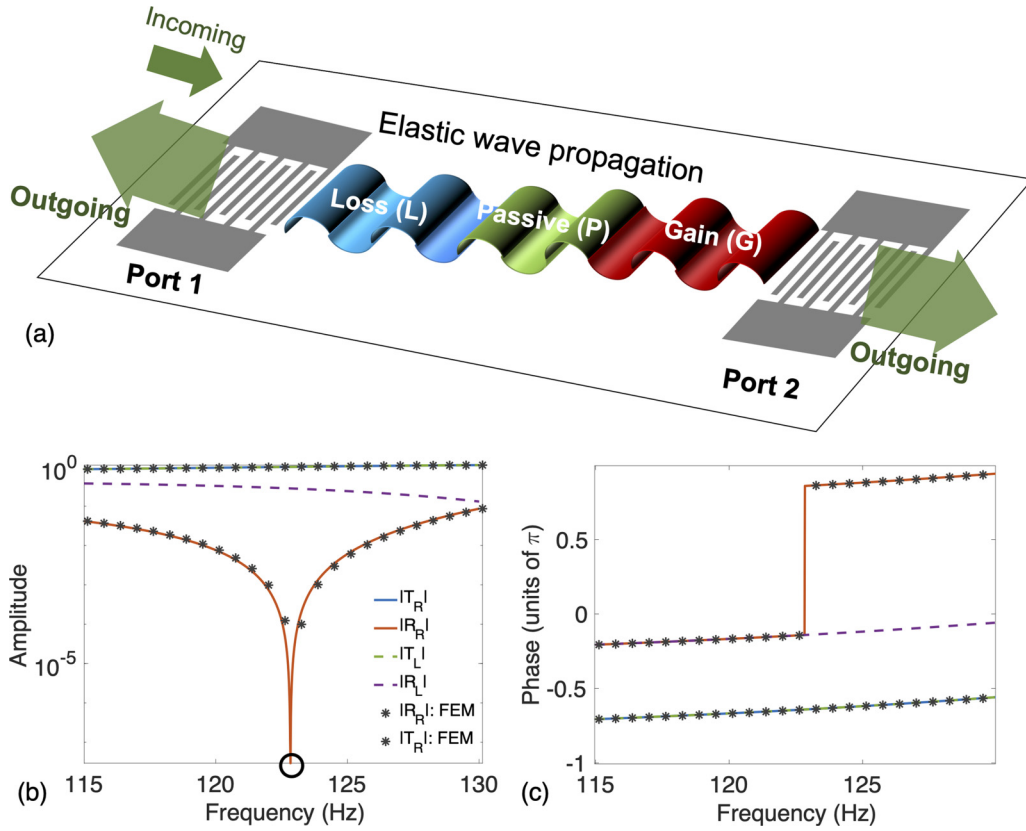 Incoming
Elastic wave propagation
Outgoing
Loss (L)
Passive (P)
Gain (G)
Port 1
(a)
Port 2
Outgoing
10^0
10^-5
Amplitude
|T_R|
|R_R|
|T_L|
|R_L|
|R_R|: FEM
|T_R|: FEM
115 120 125 130
(b) Frequency (Hz)
0.5
0
-0.5
-1
Phase (units of π)
115 120 125
(c) Frequency (Hz)